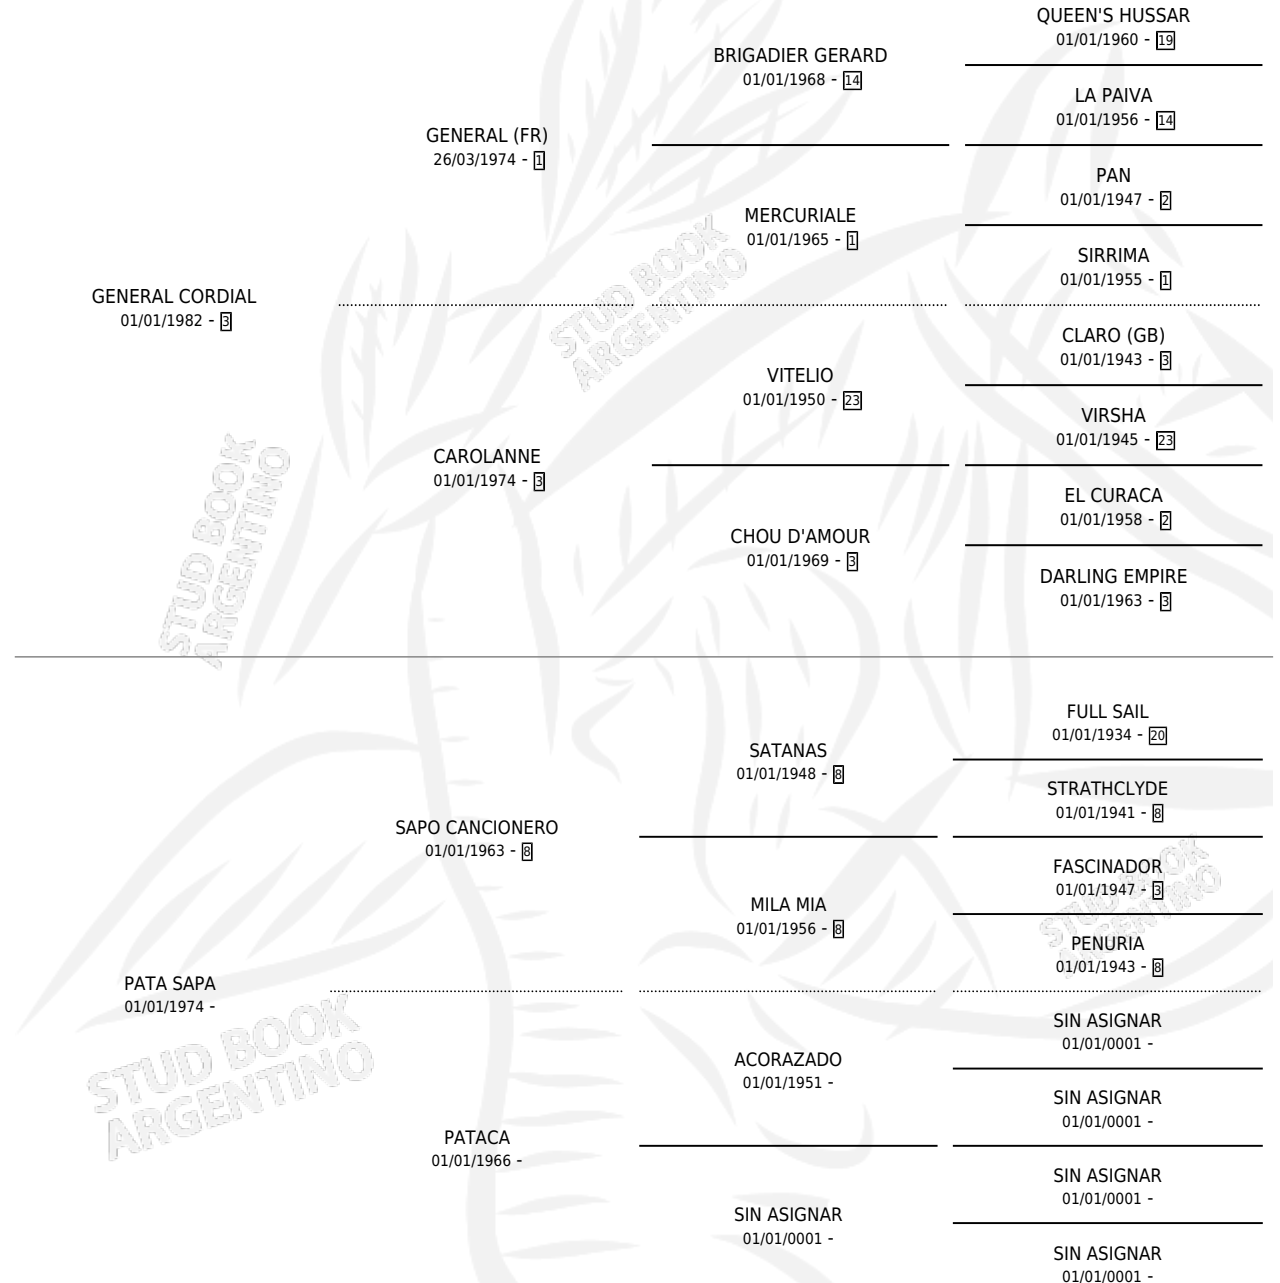 QUEEN'S HUSSAR
01/01/1960 - 19
BRIGADIER GERARD
01/01/1968 - 14
LA PAIVA
01/01/1956 - 14
GENERAL (FR)
26/03/1974 - 1
PAN
01/01/1947 - 2
MERCURIALE
01/01/1965 - 1
SIRRIMA
01/01/1955 - 1
GENERAL CORDIAL
01/01/1982 - 3
CLARO (GB)
01/01/1943 - 3
VITELIO
01/01/1950 - 23
VIRSHA
01/01/1945 - 23
CAROLANNE
01/01/1974 - 3
EL CURACA
01/01/1958 - 2
CHOU D'AMOUR
01/01/1969 - 3
DARLING EMPIRE
01/01/1963 - 3
FULL SAIL
01/01/1934 - 20
SATANAS
01/01/1948 - 8
STRATHCLYDE
01/01/1941 - 8
SAPO CANCIONERO
01/01/1963 - 8
FASCINADOR
01/01/1947 - 3
MILA MIA
01/01/1956 - 8
PENURIA
01/01/1943 - 8
PATA SAPA
01/01/1974 -
SIN ASIGNAR
01/01/0001 -
ACORAZADO
01/01/1951 -
SIN ASIGNAR
01/01/0001 -
PATACA
01/01/1966 -
SIN ASIGNAR
01/01/0001 -
SIN ASIGNAR
01/01/0001 -
SIN ASIGNAR
01/01/0001 -
STUD BOOK
ARGENTINO
STUD BOOK
ARGENTINO
STUD BOOK
ARGENTINO
STUD BOOK
ARGENTINO